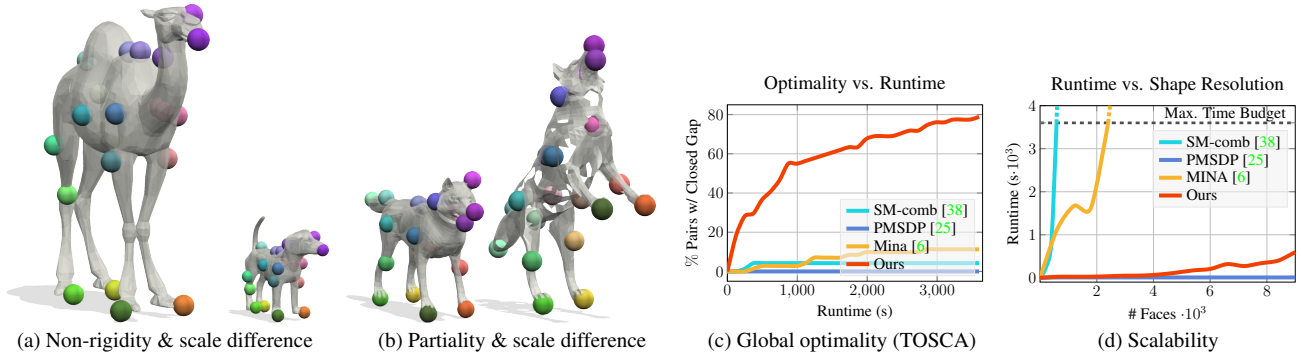 (a) Non-rigidity & scale difference
(b) Partiality & scale difference
Optimality vs. Runtime
% Pairs w/ Closed Gap
80
60
40
20
0
SM-comb [38]
PMSDP [25]
Mina [6]
Ours
0 1,000 2,000 3,000
Runtime (s)
(c) Global optimality (TOSCA)
Runtime vs. Shape Resolution
Runtime (s·10³)
4
3
2
1
0
Max. Time Budget
SM-comb [38]
PMSDP [25]
MINA [6]
Ours
2 4 6 8
# Faces ·10³
(d) Scalability